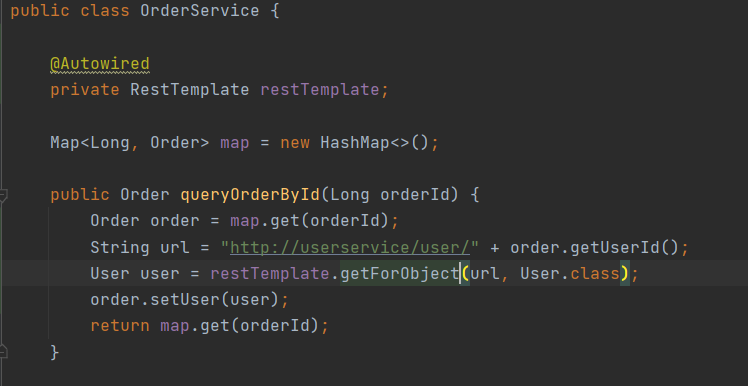 public class OrderService {
@Autowired
private RestTemplate restTemplate;
Map<Long, Order> map = new HashMap<>();
public Order queryOrderById(Long orderId) {
Order order = map.get(orderId);
String url = "http://userservice/user/" + order.getUserId();
User user = restTemplate.getForObject(url, User.class);
order.setUser(user);
return map.get(orderId);
}